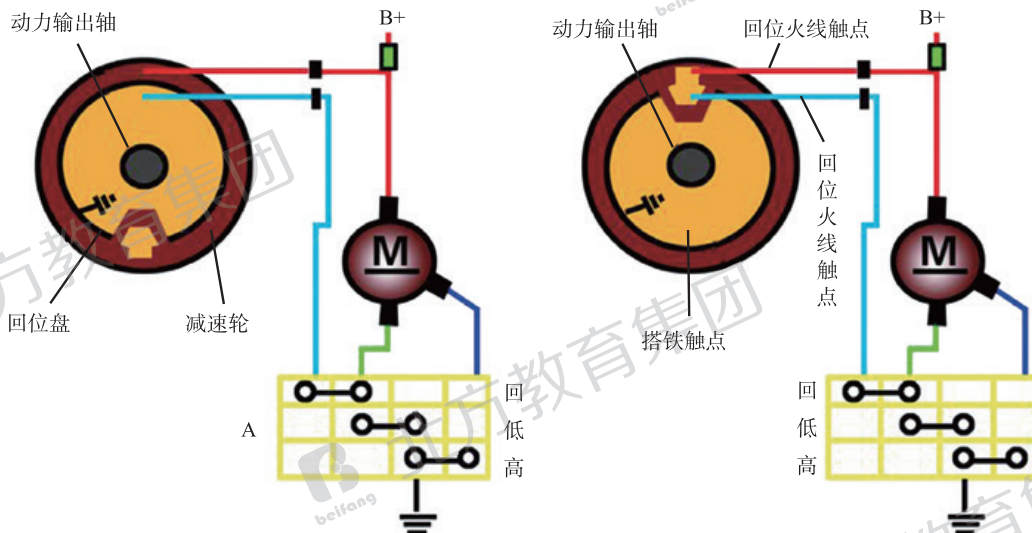 动力输出轴
B+
回位盘
减速轮
M
A
回
低
高
动力输出轴
回位火线触点
B+
回位火线触点
搭铁触点
M
回
低
高
北方教育集团
beifang